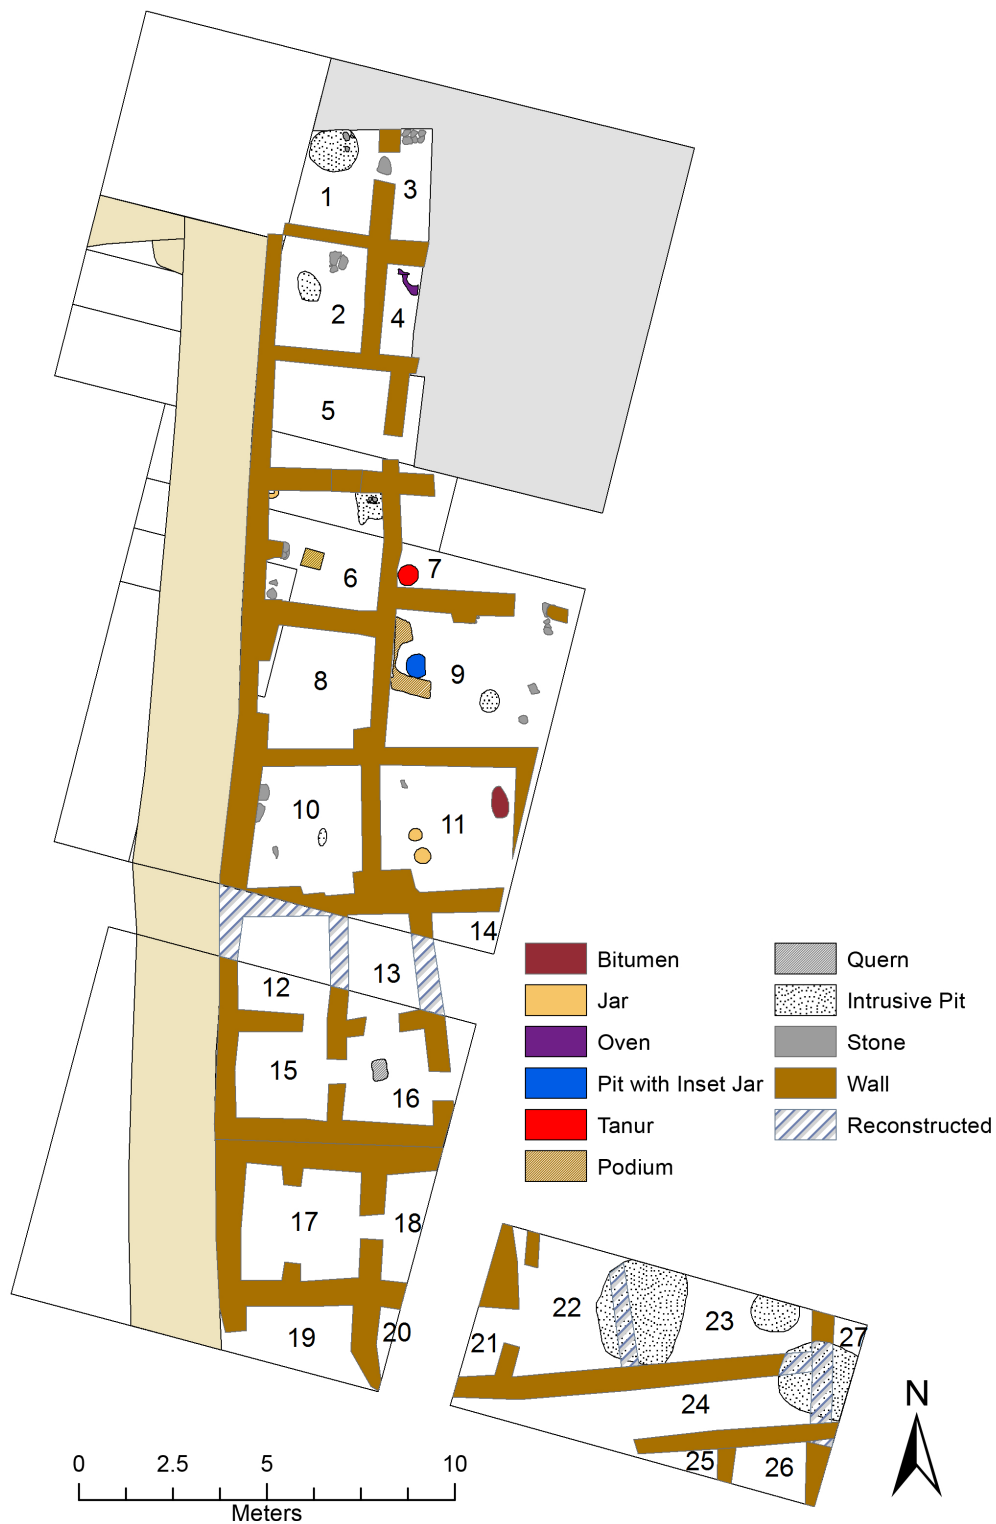 1
3
2
4
5
6
7
8
9
10
11
14
12
13
15
16
17
18
19
20
Bitumen
Jar
Oven
Pit with Inset Jar
Tanur
Podium
Quern
Intrusive Pit
Stone
Wall
Reconstructed
21
22
23
27
24
25
26
N
0 2.5 5 10
Meters